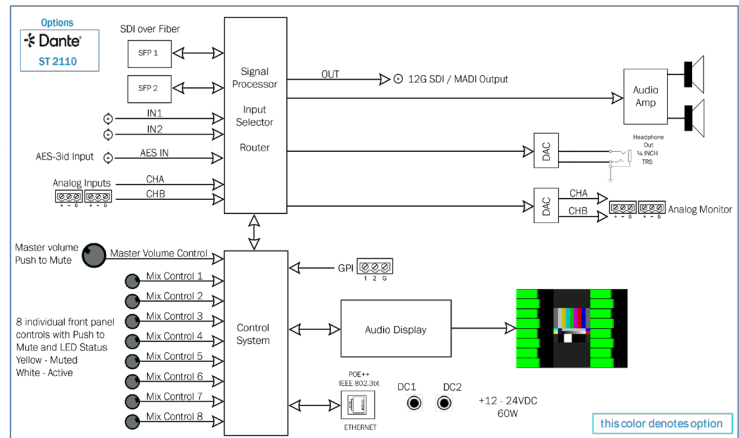 Options
Dante
ST 2110
SDI over Fiber
SFP 1
SFP 2
IN1
IN2
AES-3id Input
AES IN
Analog Inputs
CHA
CHB
+ - G
+ - G
Signal
Processor
Input
Selector
Router
OUT
12G SDI / MADI Output
Audio
Amp
DAC
Headphone
Out
¼ INCH
TRS
DAC
CHA
CHB
+ - G
+ - G
Analog Monitor
Master volume
Push to Mute
Master Volume Control
Mix Control 1
Mix Control 2
Mix Control 3
Mix Control 4
Mix Control 5
Mix Control 6
Mix Control 7
Mix Control 8
8 individual front panel
controls with Push to
Mute and LED Status
Yellow - Muted
White - Active
Control
System
GPI
1 2 G
Audio Display
POE++
IEEE 802.3bt
ETHERNET
DC1
DC2
+12 - 24VDC
60W
this color denotes option